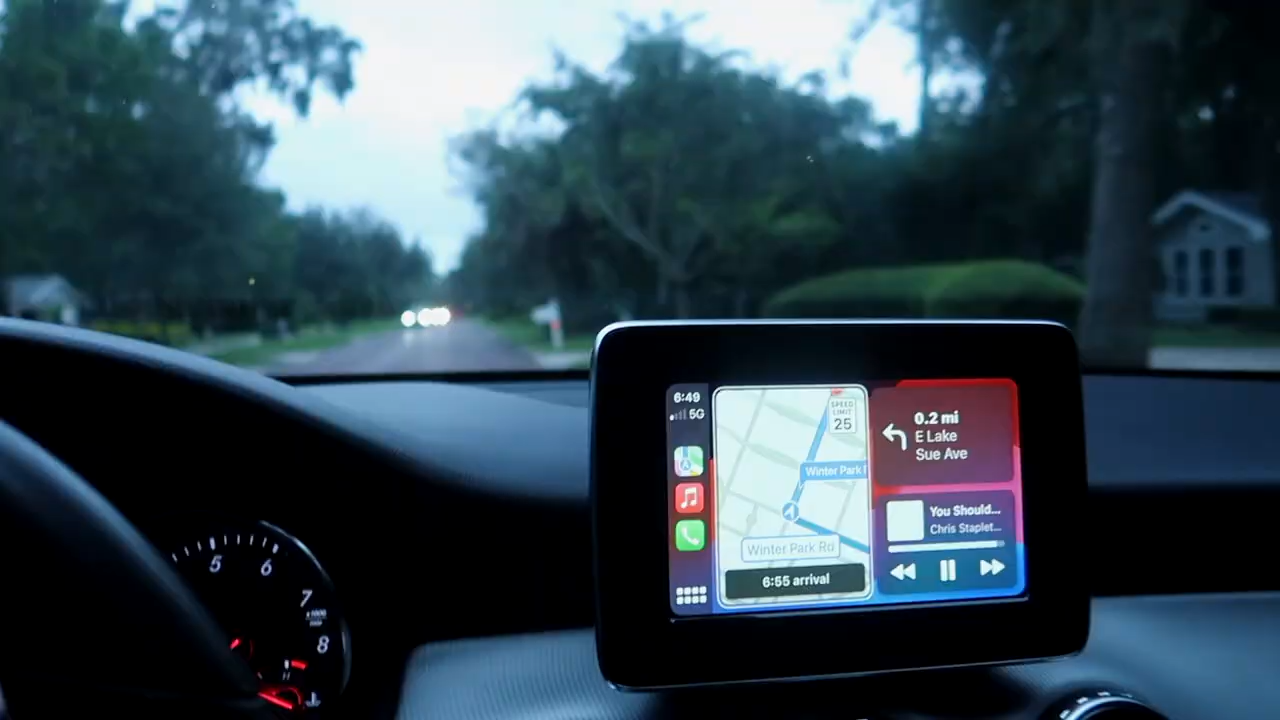 6:49
5G
SPEED
LIMIT
25
Winter Park
Winter Park Rd
6:55 arrival
0.2 mi
E Lake
Sue Ave
You Should...
Chris Staplet...
5
6
7
x1000
8
H